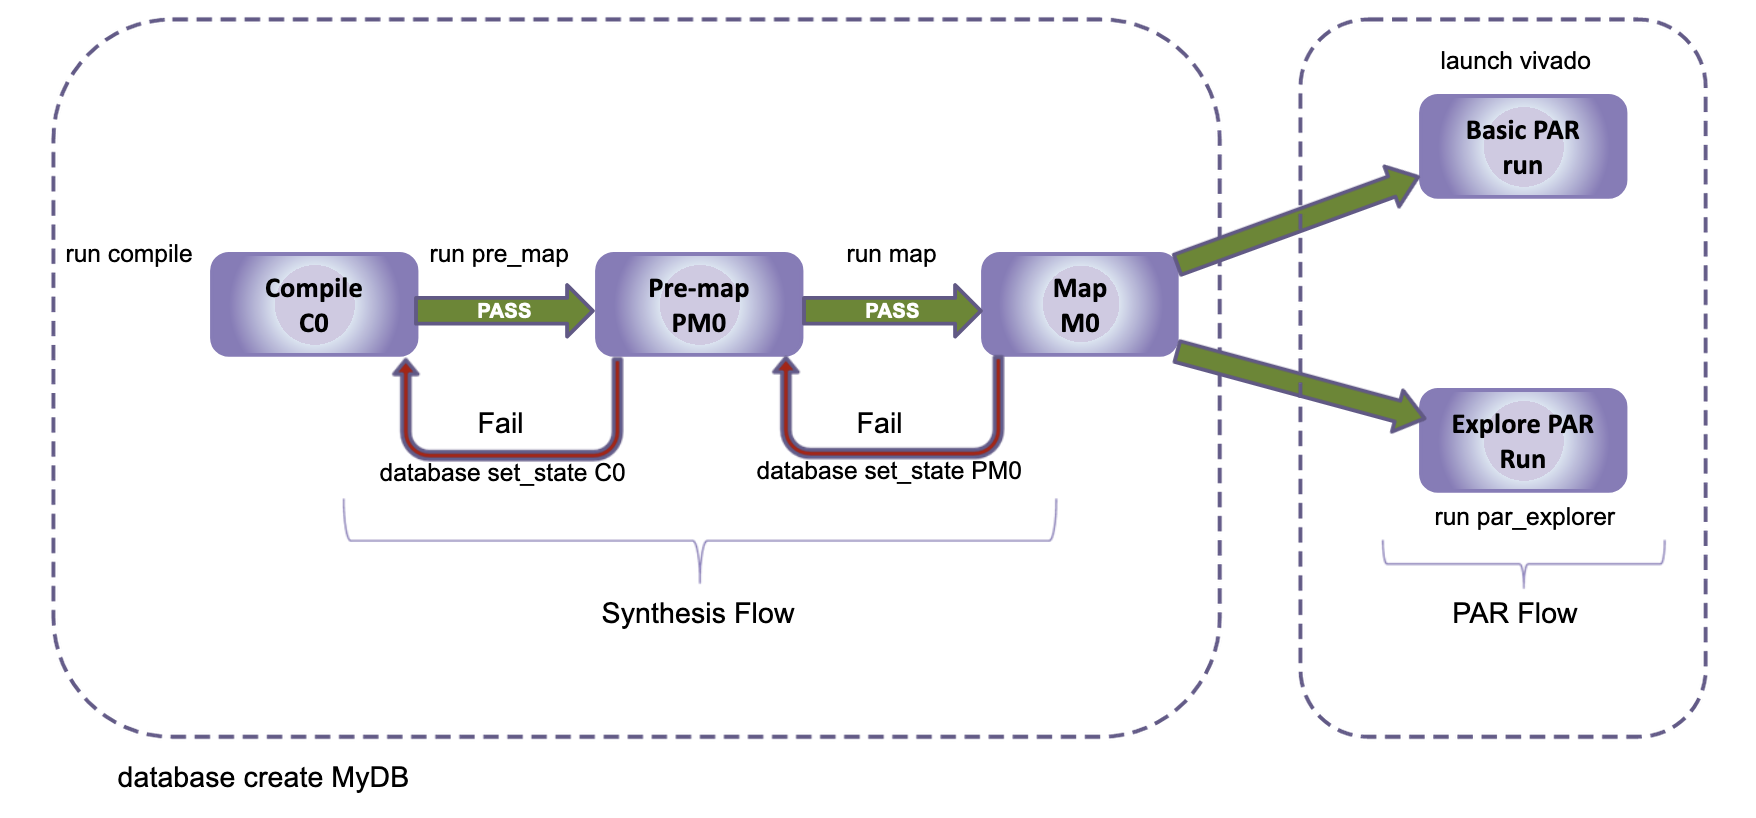 launch vivado
Basic PAR
run
run compile
run pre_map
run map
Compile
C0
PASS
Pre-map
PM0
PASS
Map
M0
Fail
database set_state C0
Fail
database set_state PM0
Explore PAR
Run
run par_explorer
Synthesis Flow
PAR Flow
database create MyDB